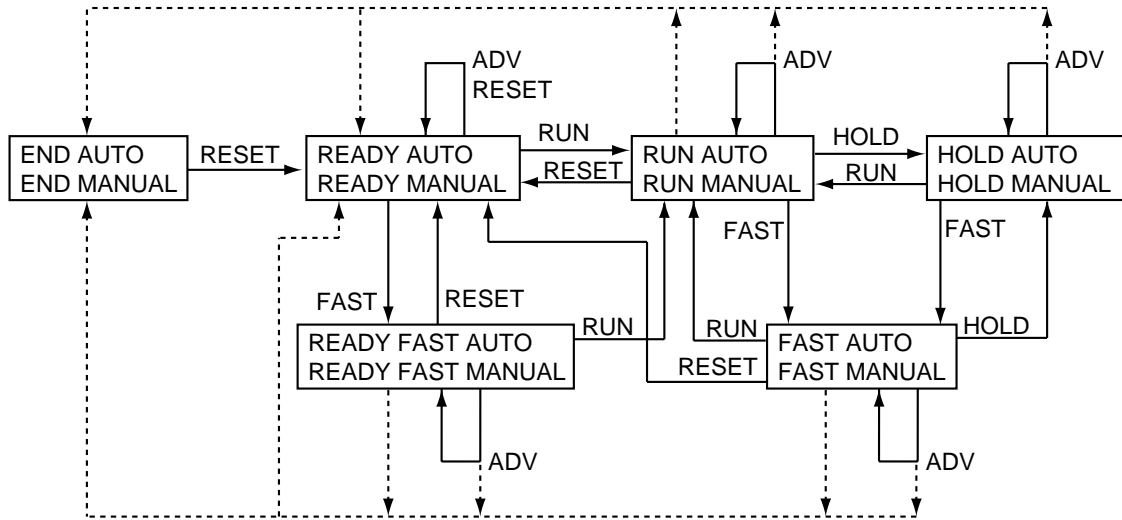 ADV
RESET
ADV
ADV
END AUTO
END MANUAL
RESET
READY AUTO
READY MANUAL
RUN
RESET
RUN AUTO
RUN MANUAL
HOLD
RUN
HOLD AUTO
HOLD MANUAL
FAST
FAST
FAST
RESET
READY FAST AUTO
READY FAST MANUAL
RUN
RUN
RESET
FAST AUTO
FAST MANUAL
HOLD
ADV
ADV